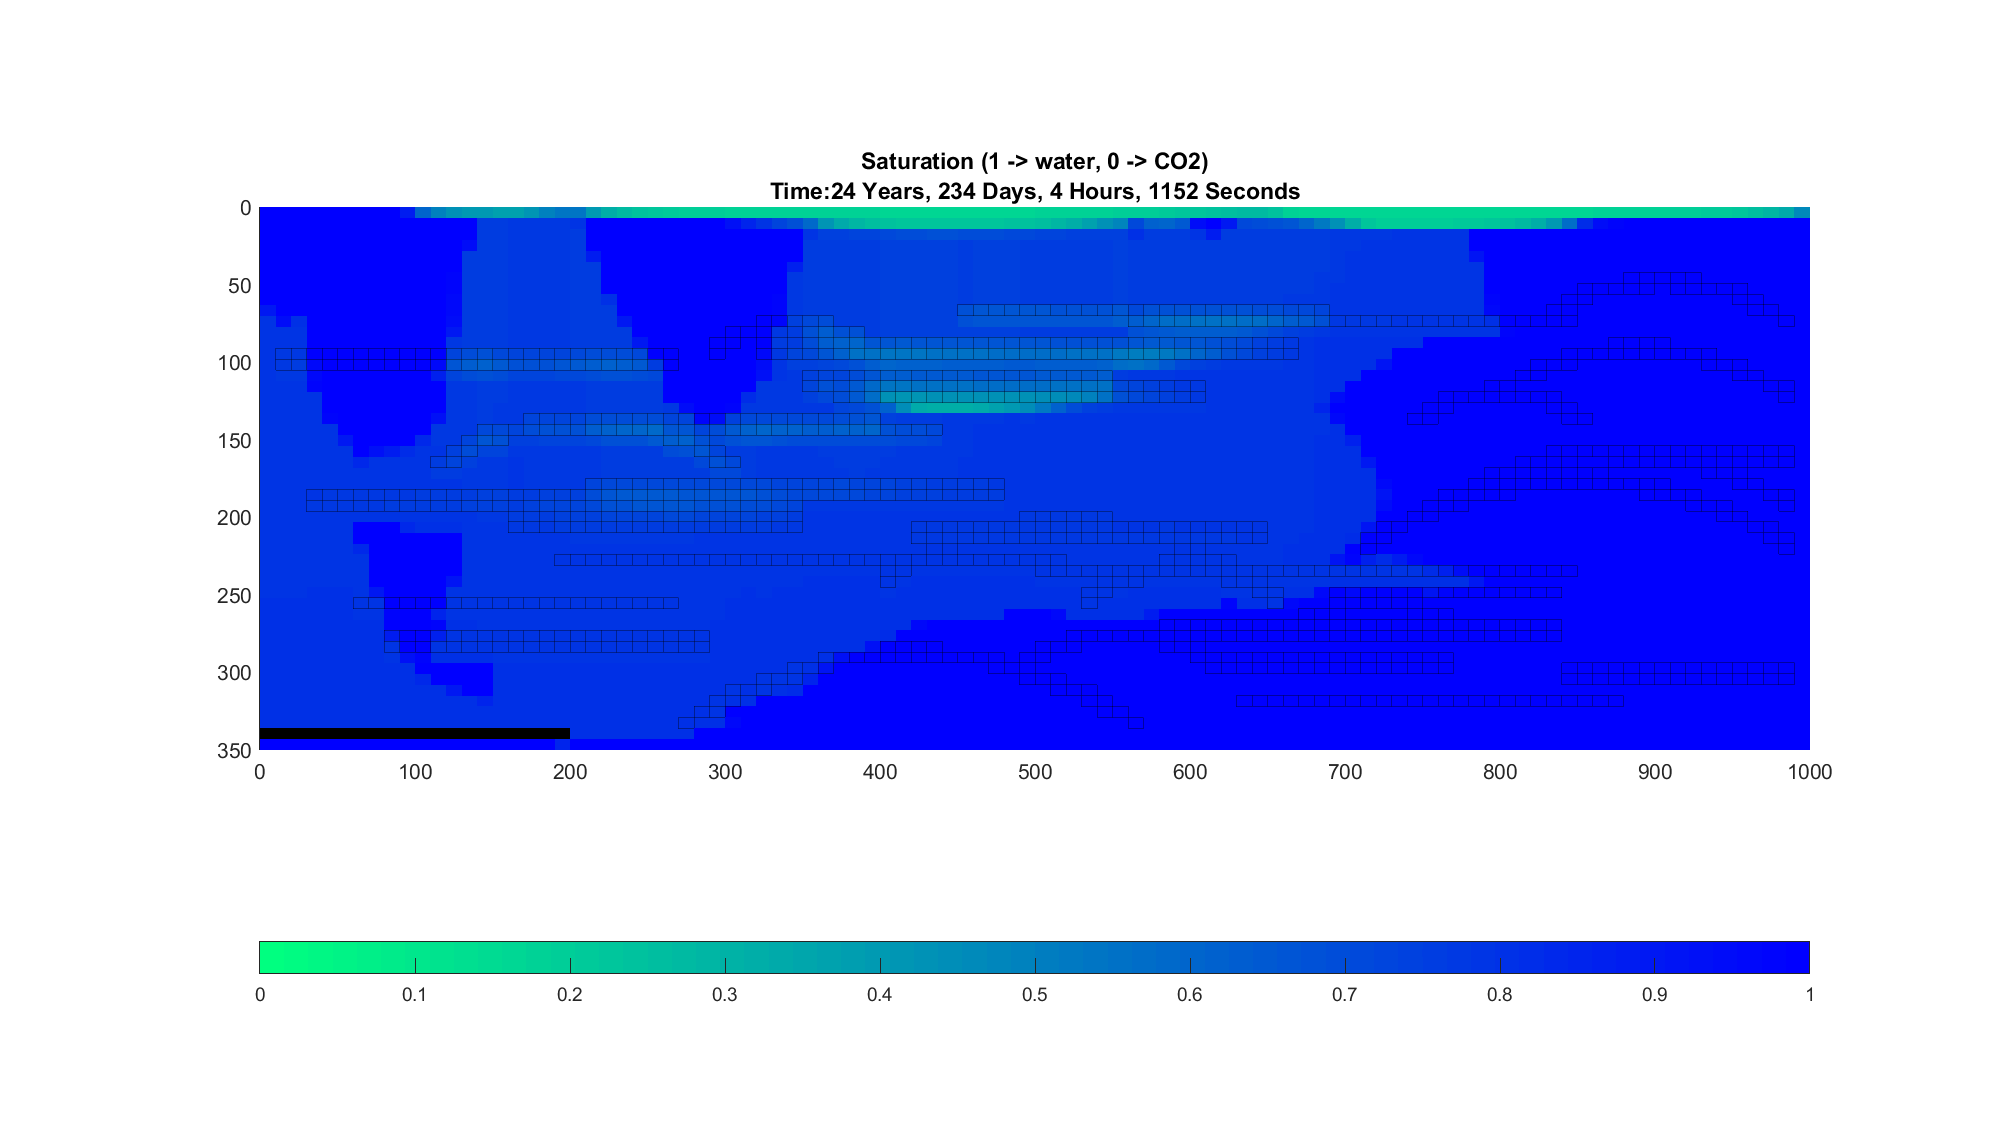 Saturation (1 -> water, 0 -> CO2)
Time:24 Years, 234 Days, 4 Hours, 1152 Seconds
0
50
100
150
200
250
300
350
0 100 200 300 400 500 600 700 800 900 1000
0 0.1 0.2 0.3 0.4 0.5 0.6 0.7 0.8 0.9 1